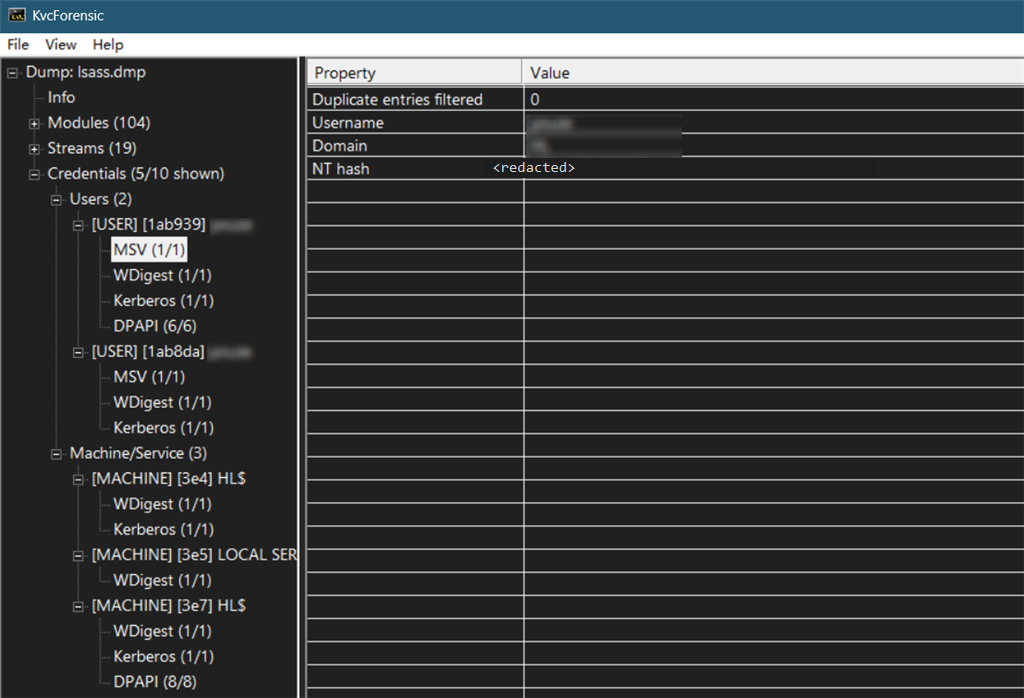 KvcForensic
File View Help
Dump: lsass.dmp
Info
Modules (104)
Streams (19)
Credentials (5/10 shown)
Users (2)
[USER] [1ab939]
MSV (1/1)
WDigest (1/1)
Kerberos (1/1)
DPAPI (6/6)
[USER] [1ab8da]
MSV (1/1)
WDigest (1/1)
Kerberos (1/1)
Machine/Service (3)
[MACHINE] [3e4] HL$
WDigest (1/1)
Kerberos (1/1)
[MACHINE] [3e5] LOCAL SER
WDigest (1/1)
[MACHINE] [3e7] HL$
WDigest (1/1)
Kerberos (1/1)
DPAPI (8/8)
Property Value
Duplicate entries filtered 0
Username
Domain
NT hash <redacted>